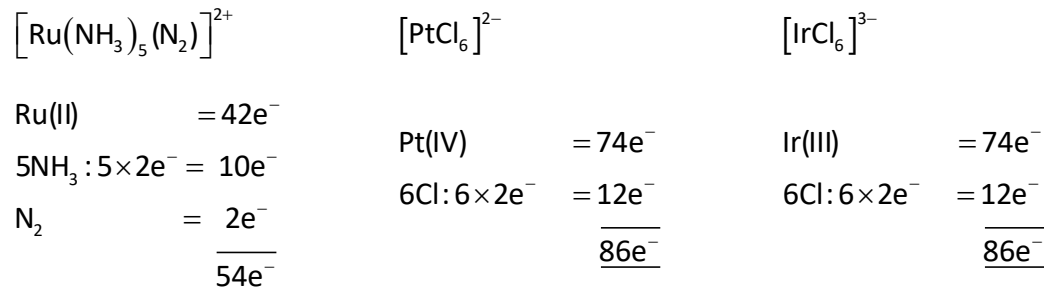 [Ru(NH₃)₅(N₂)]²⁺
Ru(II) = 42e⁻
5NH₃ : 5×2e⁻ = 10e⁻
N₂ = 2e⁻
54e⁻
[PtCl₆]²⁻
Pt(IV) = 74e⁻
6Cl : 6×2e⁻ = 12e⁻
86e⁻
[IrCl₆]³⁻
Ir(III) = 74e⁻
6Cl : 6×2e⁻ = 12e⁻
86e⁻